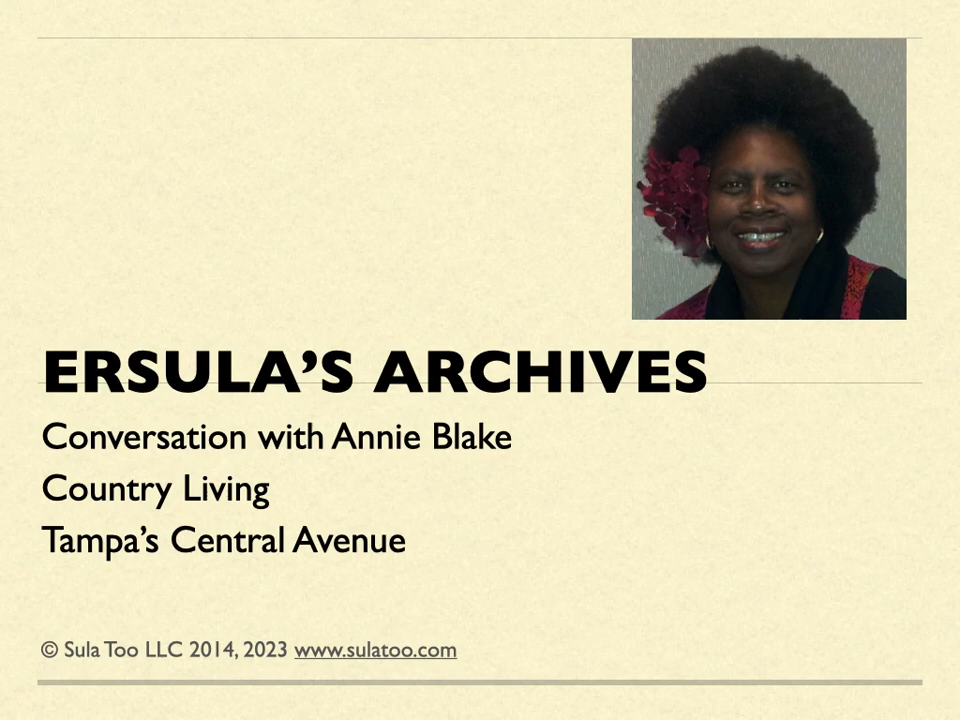 ERSULA’S ARCHIVES
Conversation with Annie Blake
Country Living
Tampa’s Central Avenue
© Sula Too LLC 2014, 2023 www.sulatoo.com